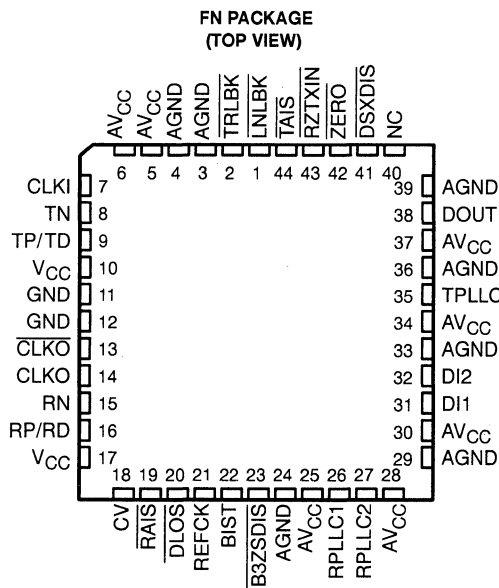 FN PACKAGE
(TOP VIEW)
AVCC
AVCC
AGND
AGND
TRLBK
LNLBK
TAIS
RZTXIN
ZERO
DSXDIS
NC
6 5 4 3 2 1 44 43 42 41 40
CLKI 7
TN 8
TP/TD 9
VCC 10
GND 11
GND 12
CLKO 13
CLKO 14
RN 15
RP/RD 16
VCC 17
39 AGND
38 DOUT
37 AVCC
36 AGND
35 TPLLC
34 AVCC
33 AGND
32 DI2
31 DI1
30 AVCC
29 AGND
18 19 20 21 22 23 24 25 26 27 28
CV
RAIS
DLOS
REFCK
BIST
B3ZSDIS
AGND
AVCC
RPLLC1
RPLLC2
AVCC